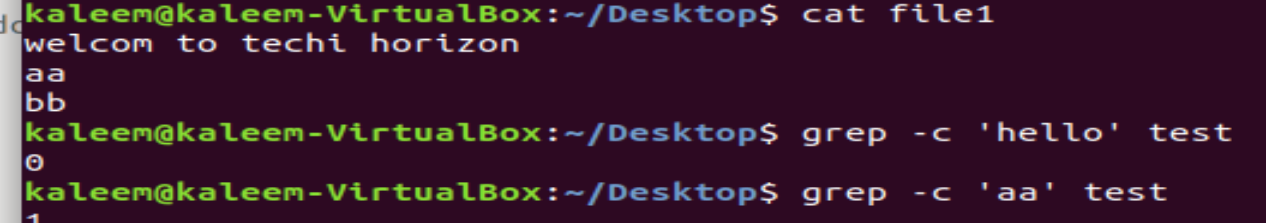 kaleem@kaleem-VirtualBox:~/Desktop$ cat file1
welcom to techi horizon
aa
bb
kaleem@kaleem-VirtualBox:~/Desktop$ grep -c 'hello' test
0
kaleem@kaleem-VirtualBox:~/Desktop$ grep -c 'aa' test
1